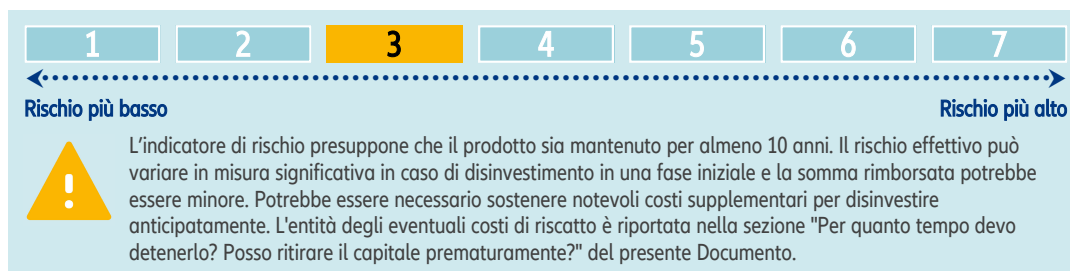 1 2 3 4 5 6 7
Rischio più basso Rischio più alto
L'indicatore di rischio presuppone che il prodotto sia mantenuto per almeno 10 anni. Il rischio effettivo può
variare in misura significativa in caso di disinvestimento in una fase iniziale e la somma rimborsata potrebbe
essere minore. Potrebbe essere necessario sostenere notevoli costi supplementari per disinvestire
anticipatamente. L'entità degli eventuali costi di riscatto è riportata nella sezione "Per quanto tempo devo
detenerlo? Posso ritirare il capitale prematuramente?" del presente Documento.